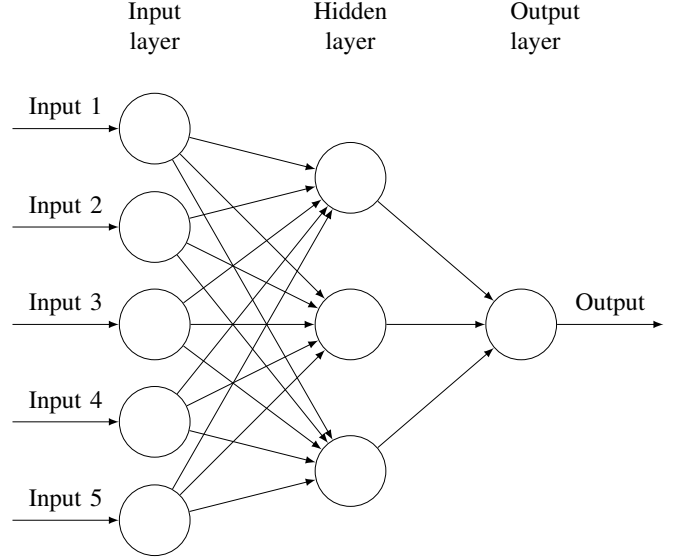 Input
layer
Hidden
layer
Output
layer
Input 1
Input 2
Input 3
Input 4
Input 5
Output